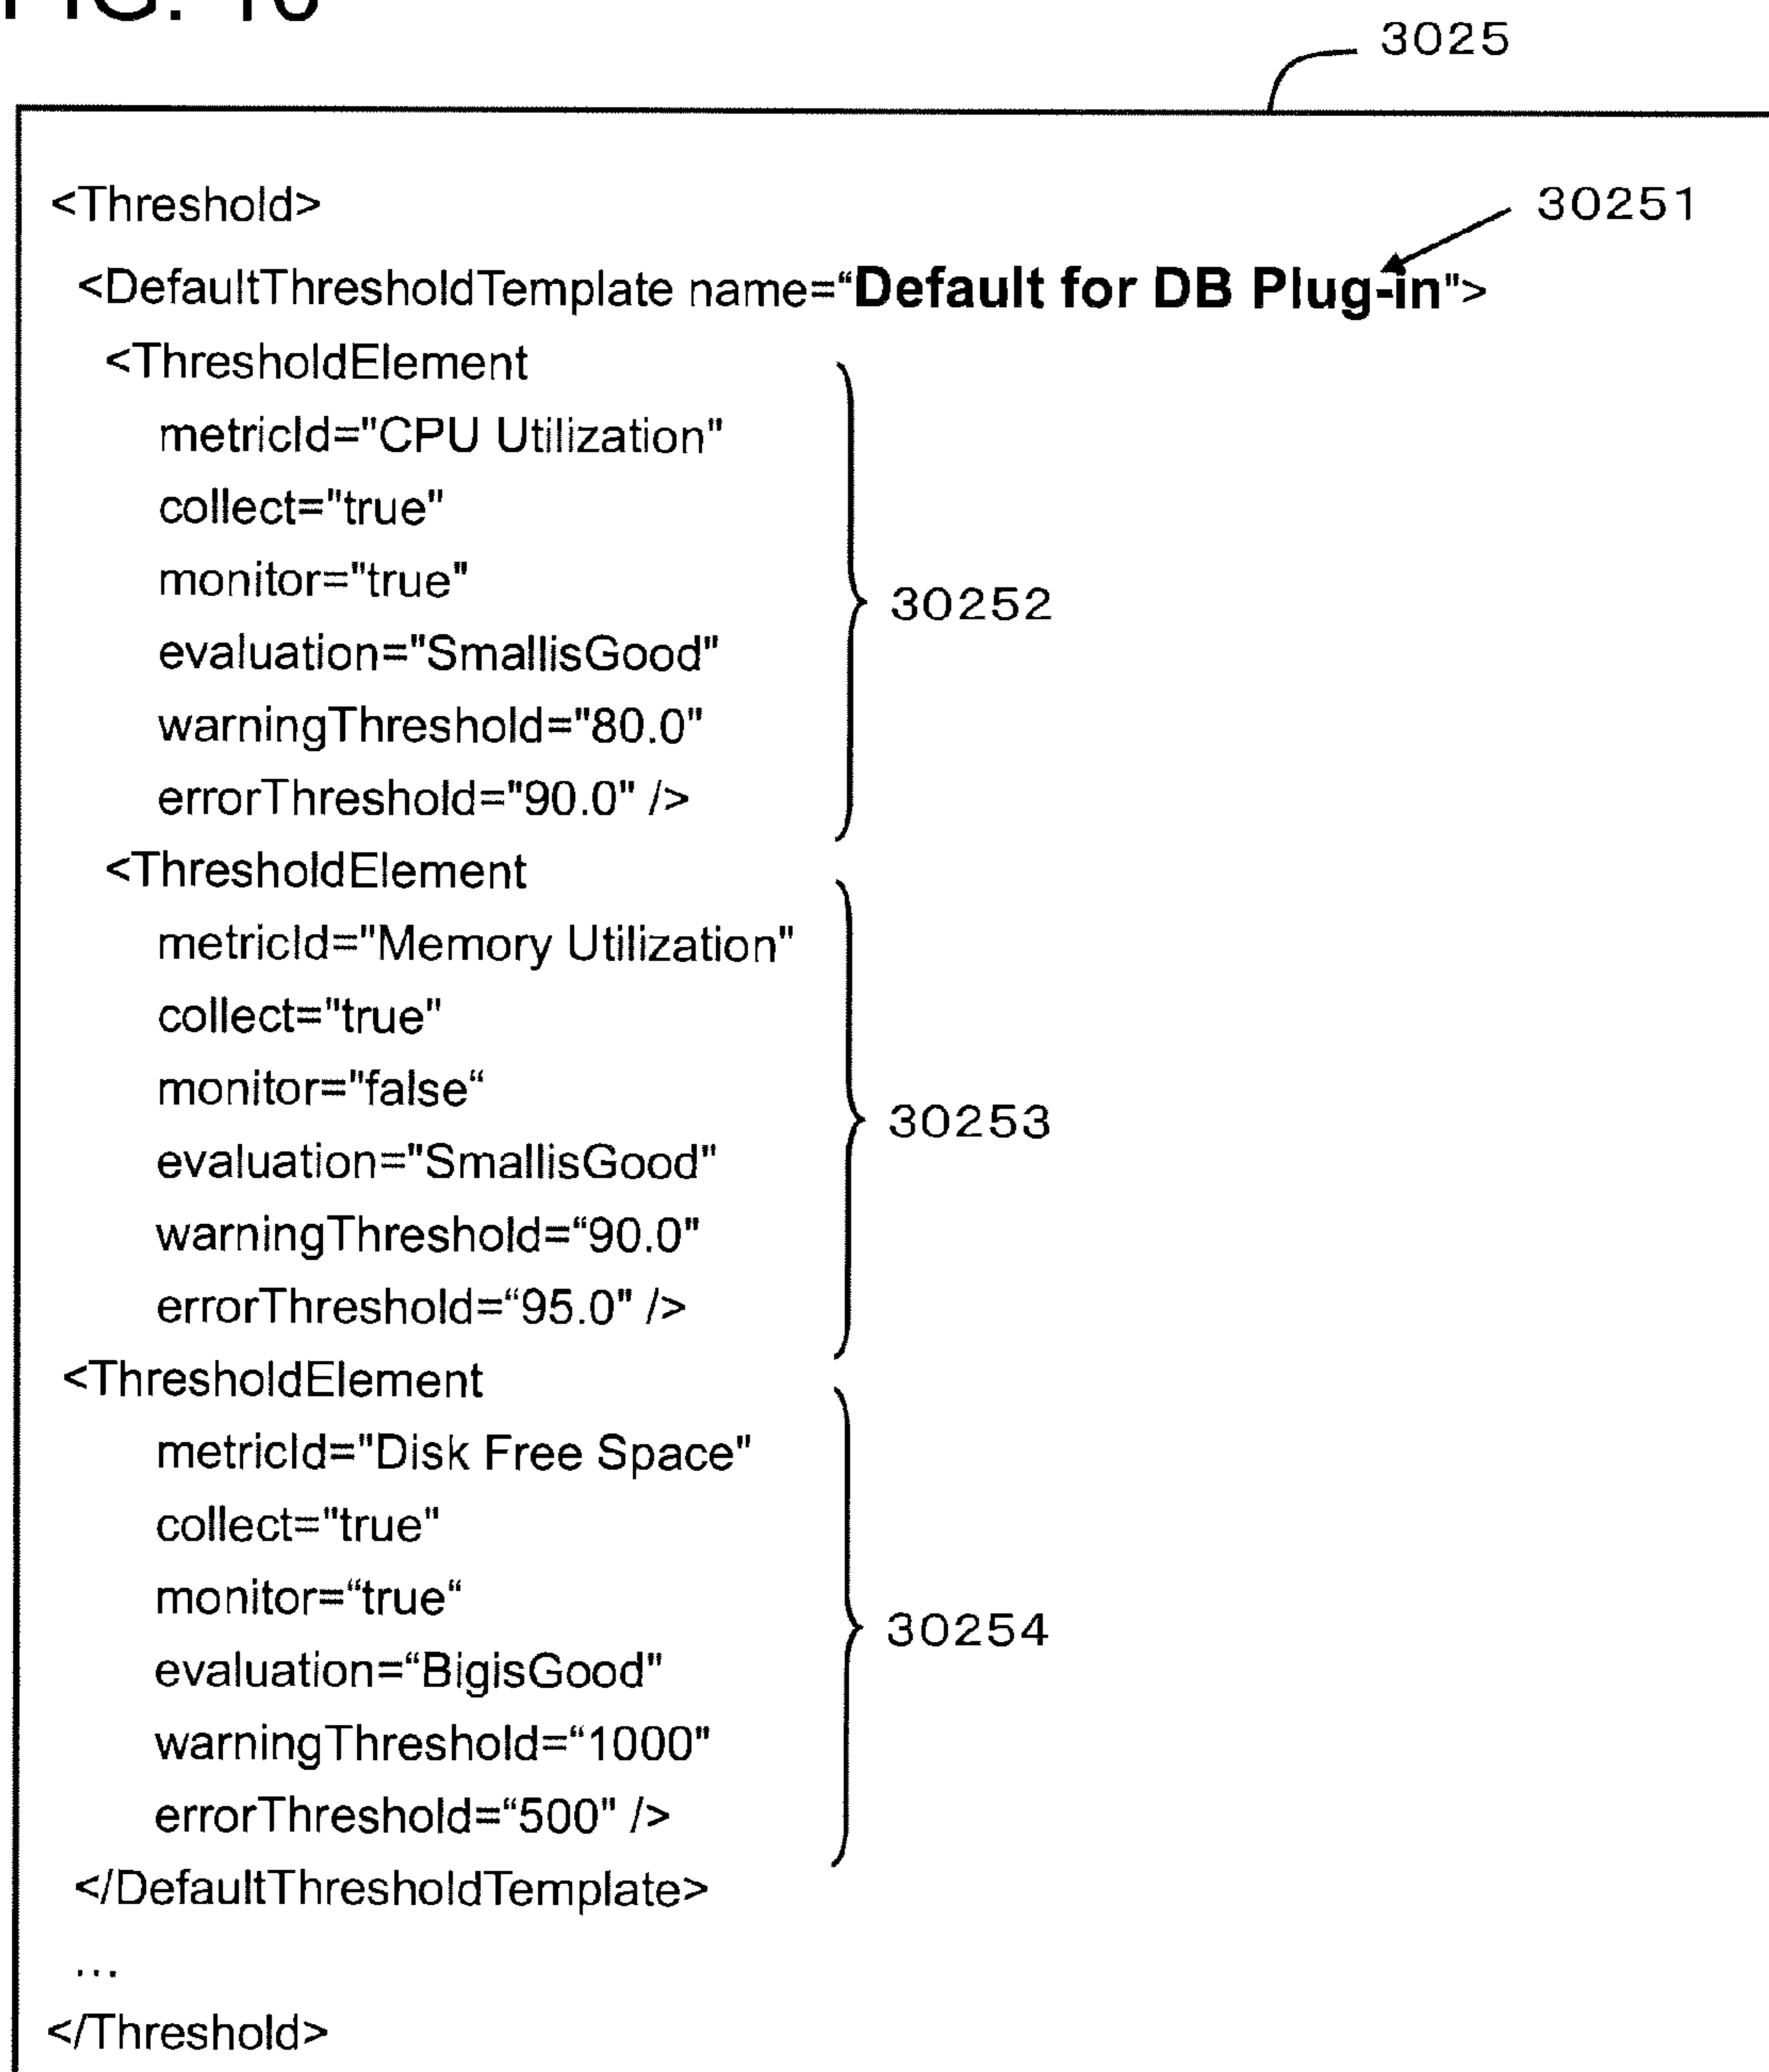 FIG. 10
3025
<Threshold>
30251
<DefaultThresholdTemplate name=“Default for DB Plug-in">
<ThresholdElement
metricId="CPU Utilization"
collect="true"
monitor="true"
30252
evaluation="SmallisGood"
warningThreshold="80.0"
errorThreshold="90.0" />
<ThresholdElement
metricId="Memory Utilization"
collect="true"
monitor="false“
30253
evaluation="SmallisGood"
warningThreshold=“90.0"
errorThreshold=“95.0" />
<ThresholdElement
metricId="Disk Free Space"
collect="true"
monitor=“true“
30254
evaluation=“BigisGood"
warningThreshold=“1000"
errorThreshold=“500" />
</DefaultThresholdTemplate>
...
</Threshold>